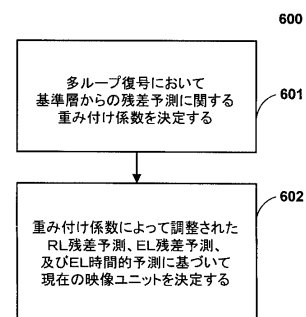 600
多ループ復号において
基準層からの残差予測に関する
重み付け係数を決定する
601
602
重み付け係数によって調整された
RL残差予測、EL残差予測、
及びEL時間的予測に基づいて
現在の映像ユニットを決定する